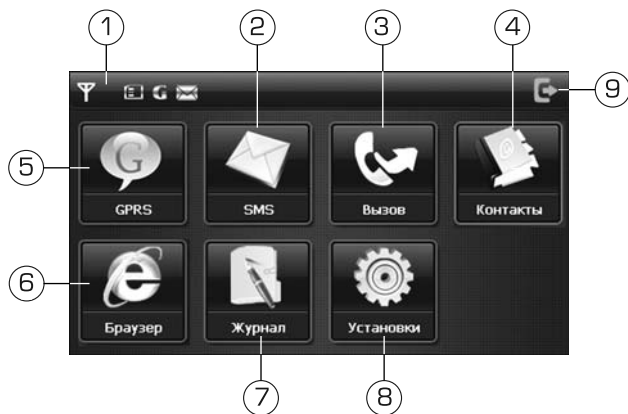 1 2 3 4
9
G
5
G
GPRS SMS Вызов Контакты
6
e
Браузер Журнал Установки
7 8